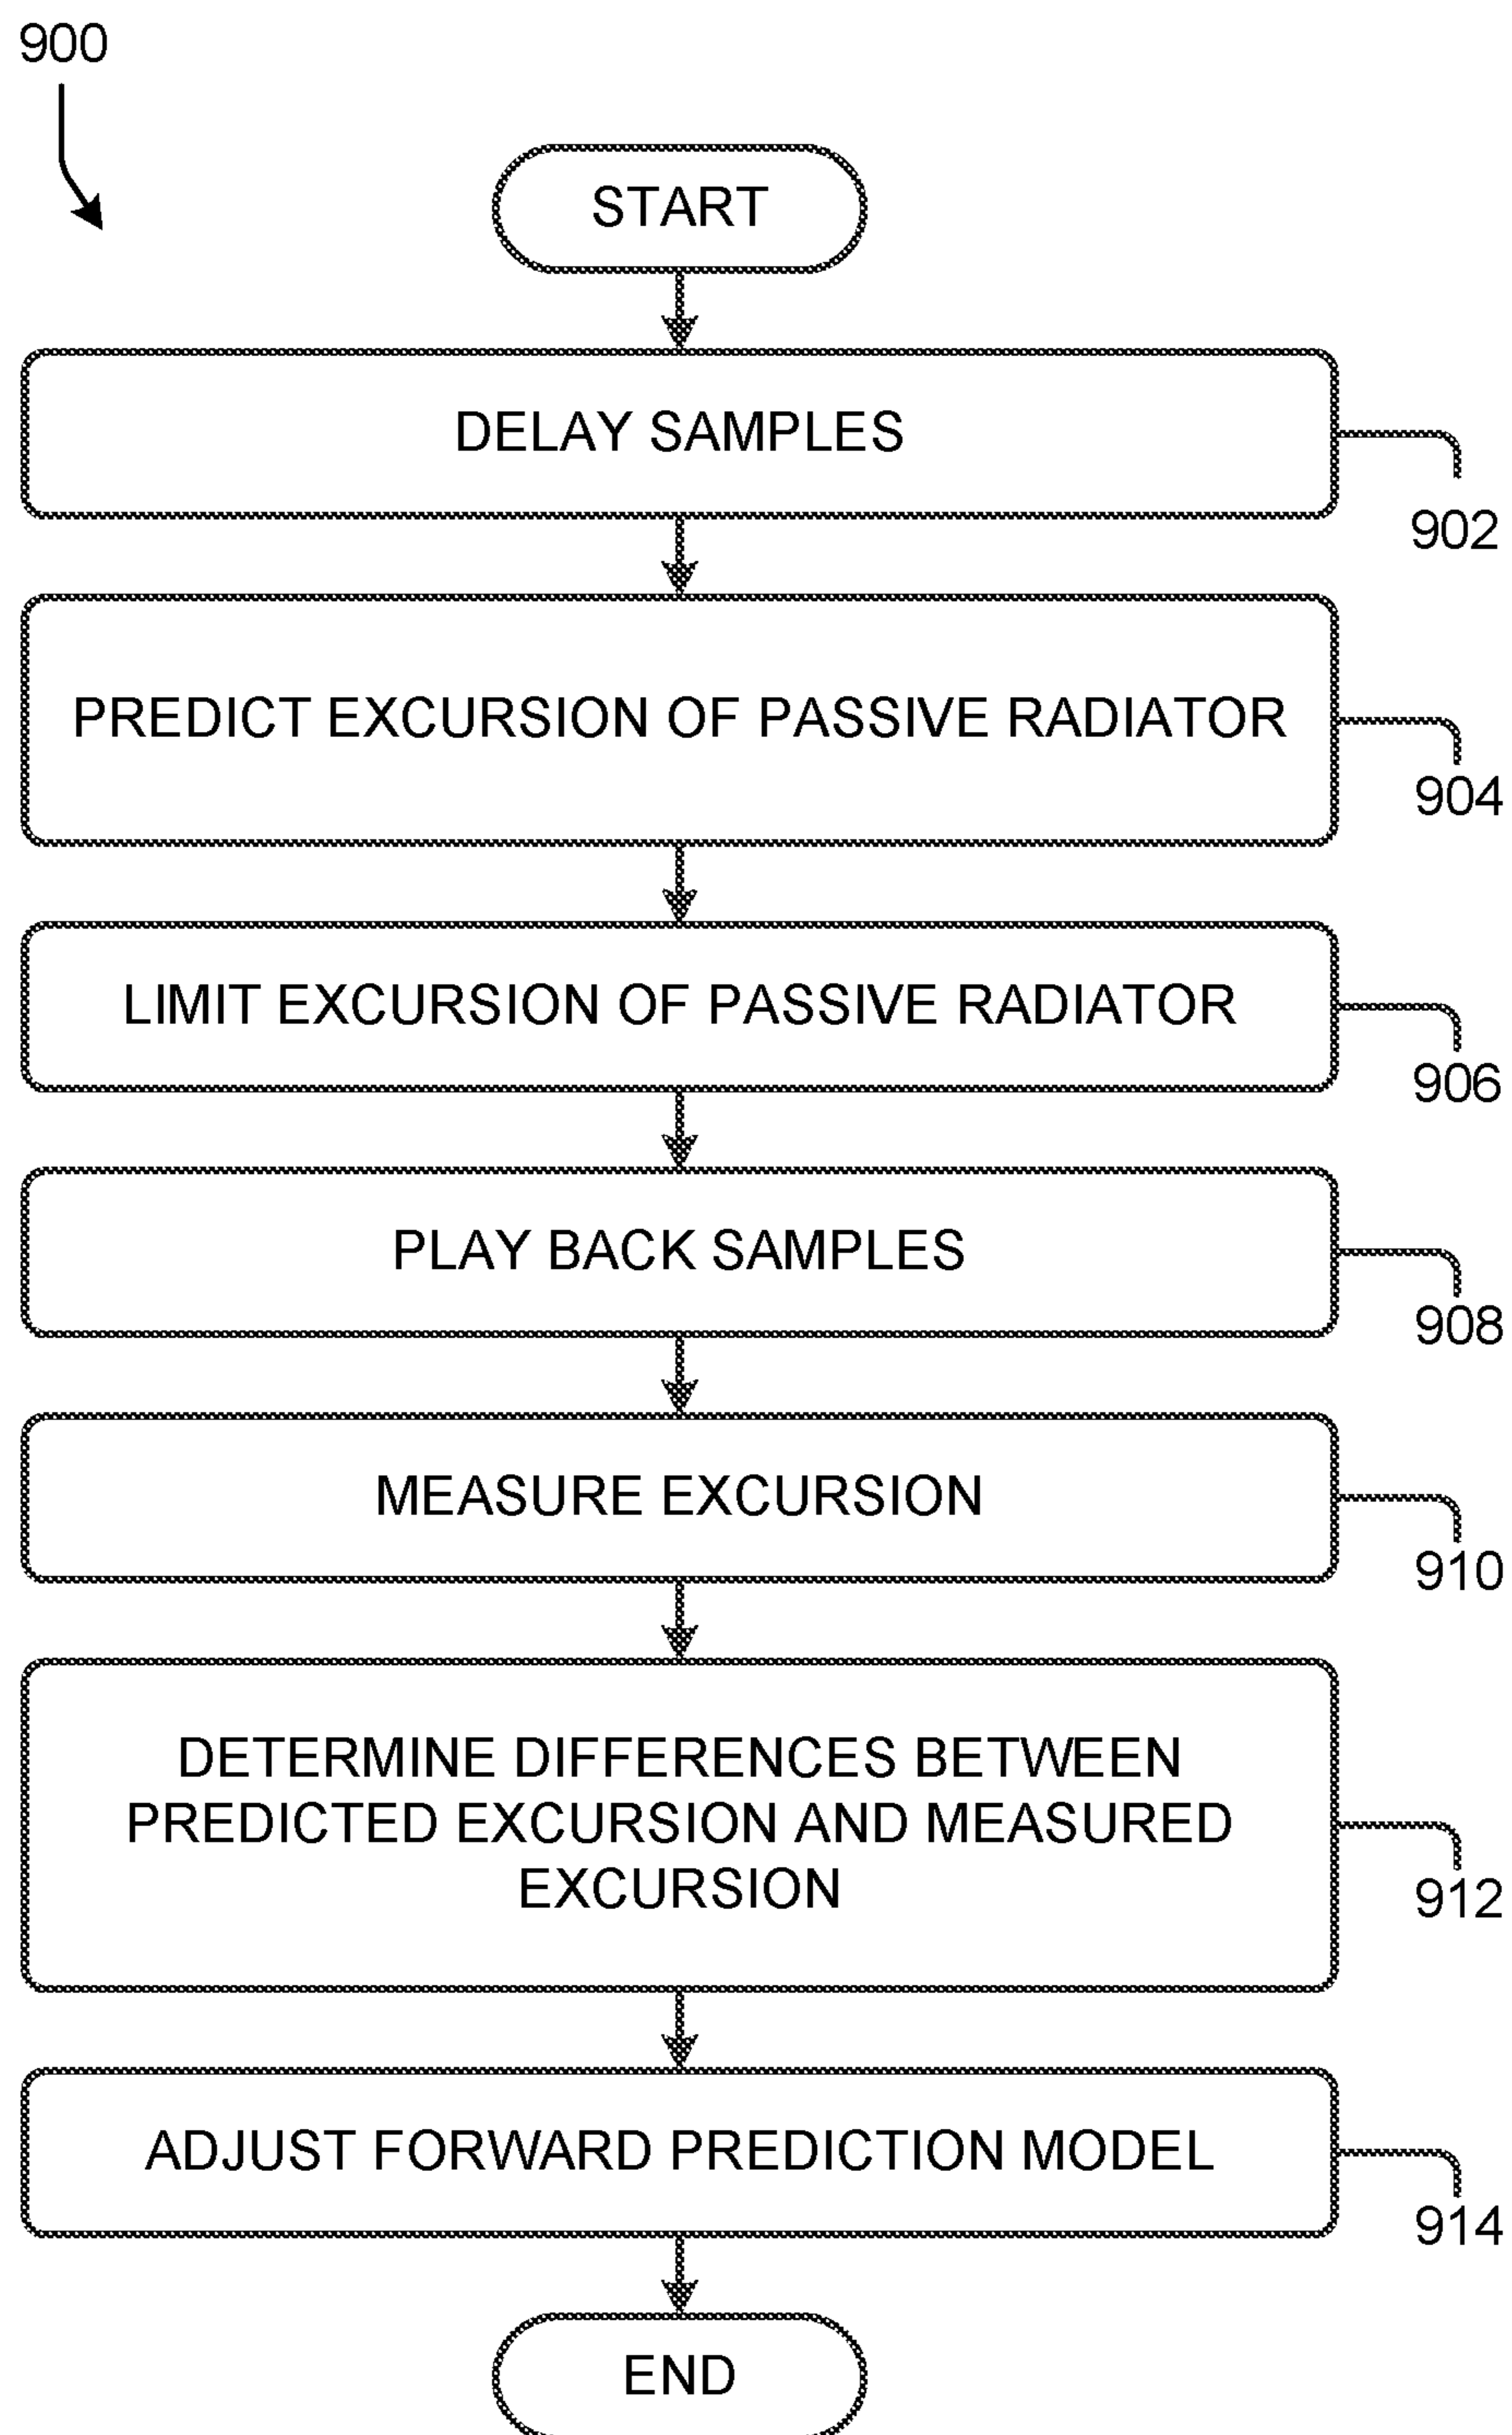 900
START
DELAY SAMPLES
902
PREDICT EXCURSION OF PASSIVE RADIATOR
904
LIMIT EXCURSION OF PASSIVE RADIATOR
906
PLAY BACK SAMPLES
908
MEASURE EXCURSION
910
DETERMINE DIFFERENCES BETWEEN
PREDICTED EXCURSION AND MEASURED
EXCURSION
912
ADJUST FORWARD PREDICTION MODEL
914
END